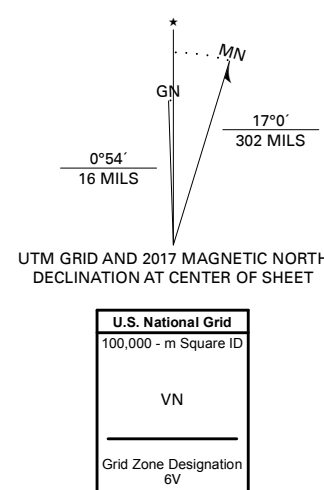 ★
MN
GN
17°0´
302 MILS
0°54´
16 MILS
UTM GRID AND 2017 MAGNETIC NORTH
DECLINATION AT CENTER OF SHEET
U.S. National Grid
100,000 - m Square ID
VN
Grid Zone Designation
6V